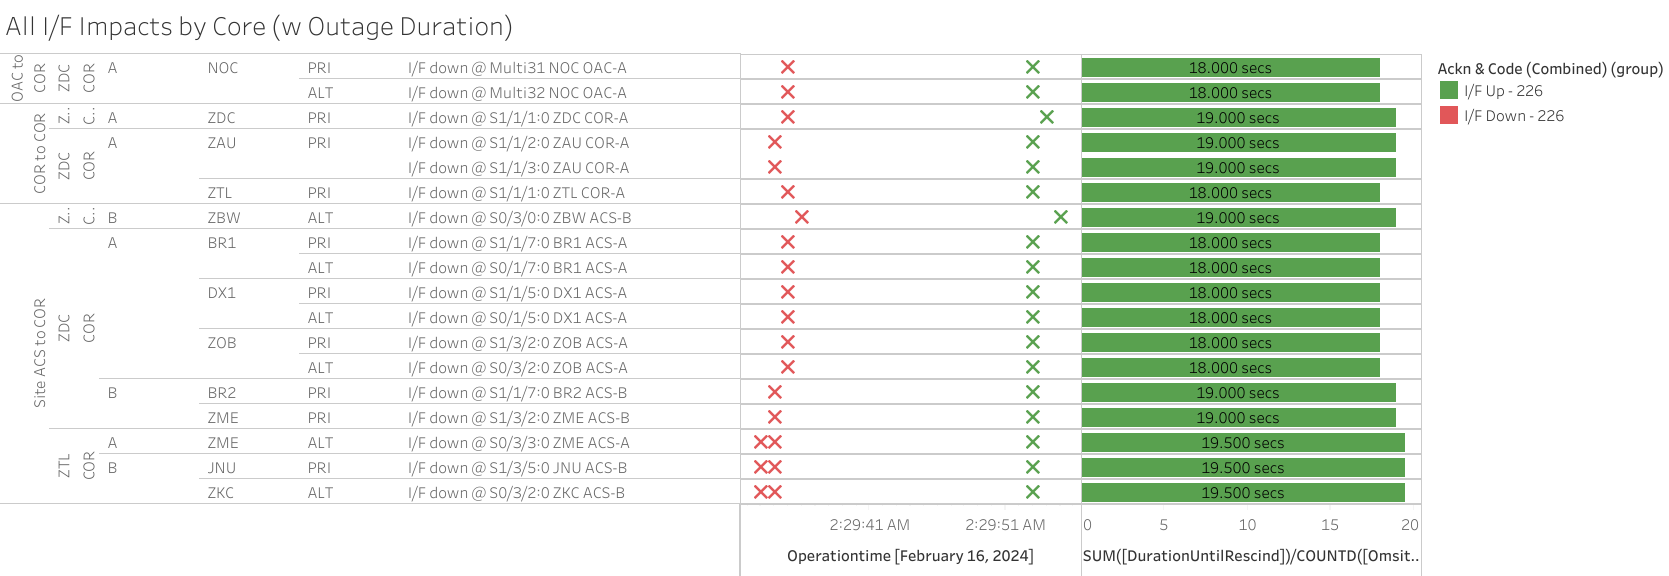 All I/F Impacts by Core (w Outage Duration)
OAC to COR ZDC COR A NOC PRI I/F down @ Multi31 NOC OAC-A 18.000 secs
ALT I/F down @ Multi32 NOC OAC-A 18.000 secs
COR to COR Z.. C.. A ZDC PRI I/F down @ S1/1/1:0 ZDC COR-A 19.000 secs
ZDC COR A ZAU PRI I/F down @ S1/1/2:0 ZAU COR-A 19.000 secs
I/F down @ S1/1/3:0 ZAU COR-A 19.000 secs
ZTL PRI I/F down @ S1/1/1:0 ZTL COR-A 18.000 secs
Site ACS to COR Z.. C.. B ZBW ALT I/F down @ S0/3/0:0 ZBW ACS-B 19.000 secs
ZDC COR A BR1 PRI I/F down @ S1/1/7:0 BR1 ACS-A 18.000 secs
ALT I/F down @ S0/1/7:0 BR1 ACS-A 18.000 secs
DX1 PRI I/F down @ S1/1/5:0 DX1 ACS-A 18.000 secs
ALT I/F down @ S0/1/5:0 DX1 ACS-A 18.000 secs
ZOB PRI I/F down @ S1/3/2:0 ZOB ACS-A 18.000 secs
ALT I/F down @ S0/3/2:0 ZOB ACS-A 18.000 secs
B BR2 PRI I/F down @ S1/1/7:0 BR2 ACS-B 19.000 secs
ZME PRI I/F down @ S1/3/2:0 ZME ACS-B 19.000 secs
ZTL COR A ZME ALT I/F down @ S0/3/3:0 ZME ACS-A 19.500 secs
B JNU PRI I/F down @ S1/3/5:0 JNU ACS-B 19.500 secs
ZKC ALT I/F down @ S0/3/2:0 ZKC ACS-B 19.500 secs
2:29:41 AM 2:29:51 AM 0 5 10 15 20
Operationtime [February 16, 2024] SUM([DurationUntilRescind])/COUNTD([Omsit..
Ackn & Code (Combined) (group)
I/F Up - 226
I/F Down - 226